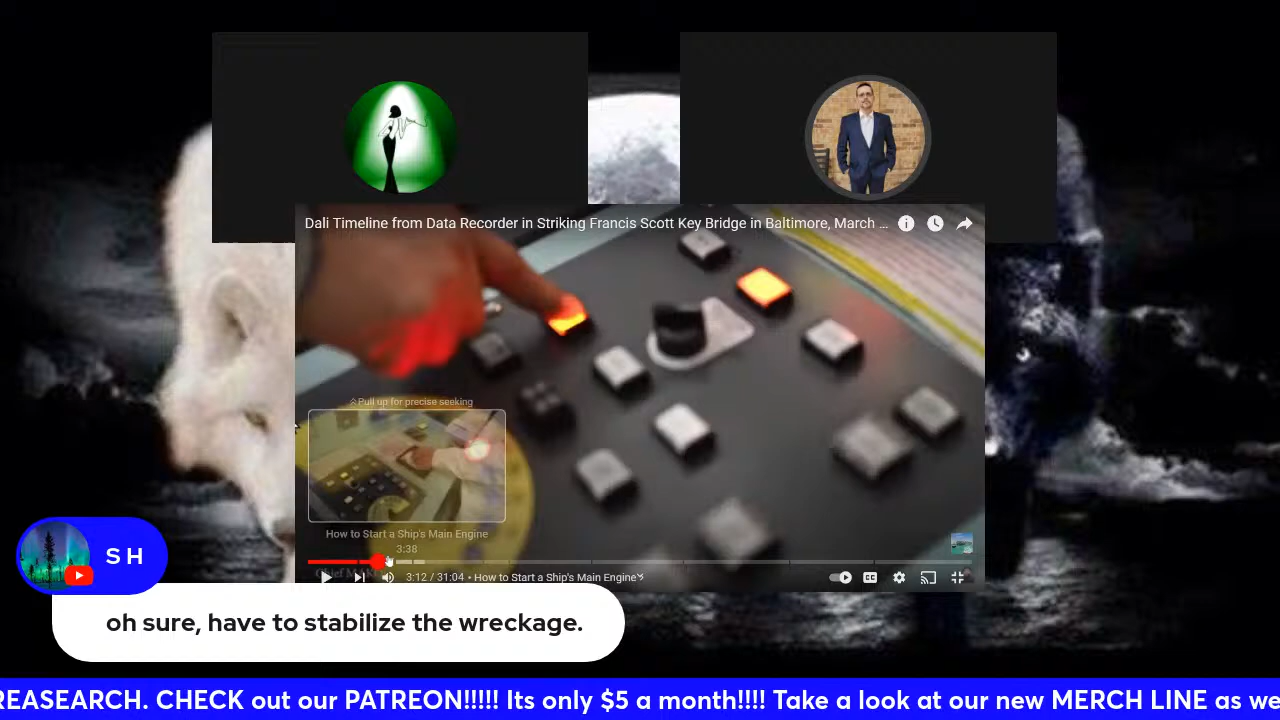 Dali Timeline from Data Recorder in Striking Francis Scott Key Bridge in Baltimore, March ...
Pull up for precise seeking
How to Start a Ship's Main Engine
3:38
3:12 / 31:04 • How to Start a Ship's Main Engine
S H
oh sure, have to stabilize the wreckage.
REASEARCH. CHECK out our PATREON!!!!! Its only $5 a month!!!! Take a look at our new MERCH LINE as we